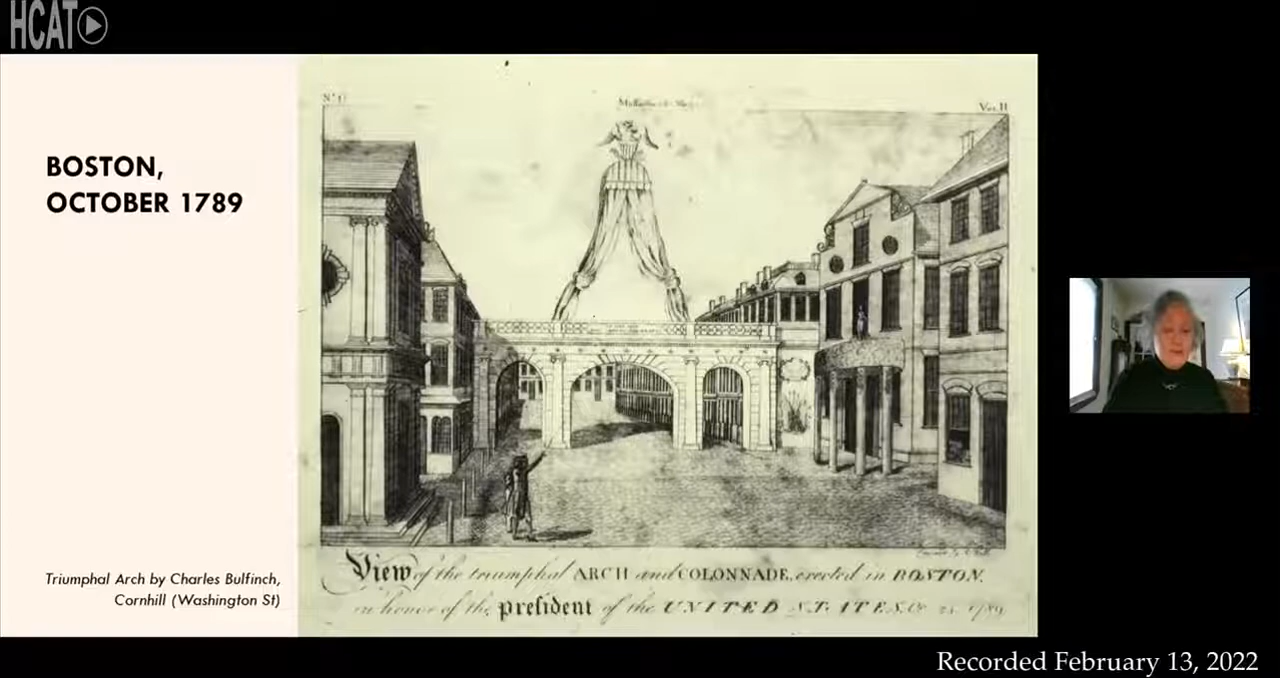 HCAT
BOSTON,
OCTOBER 1789
Triumphal Arch by Charles Bulfinch,
Cornhill (Washington St)
Vol. II
View of the triumphal ARCH and COLONNADE, erected in BOSTON,
in honor of the preſident of the UNITED STATES, 1789
Recorded February 13, 2022